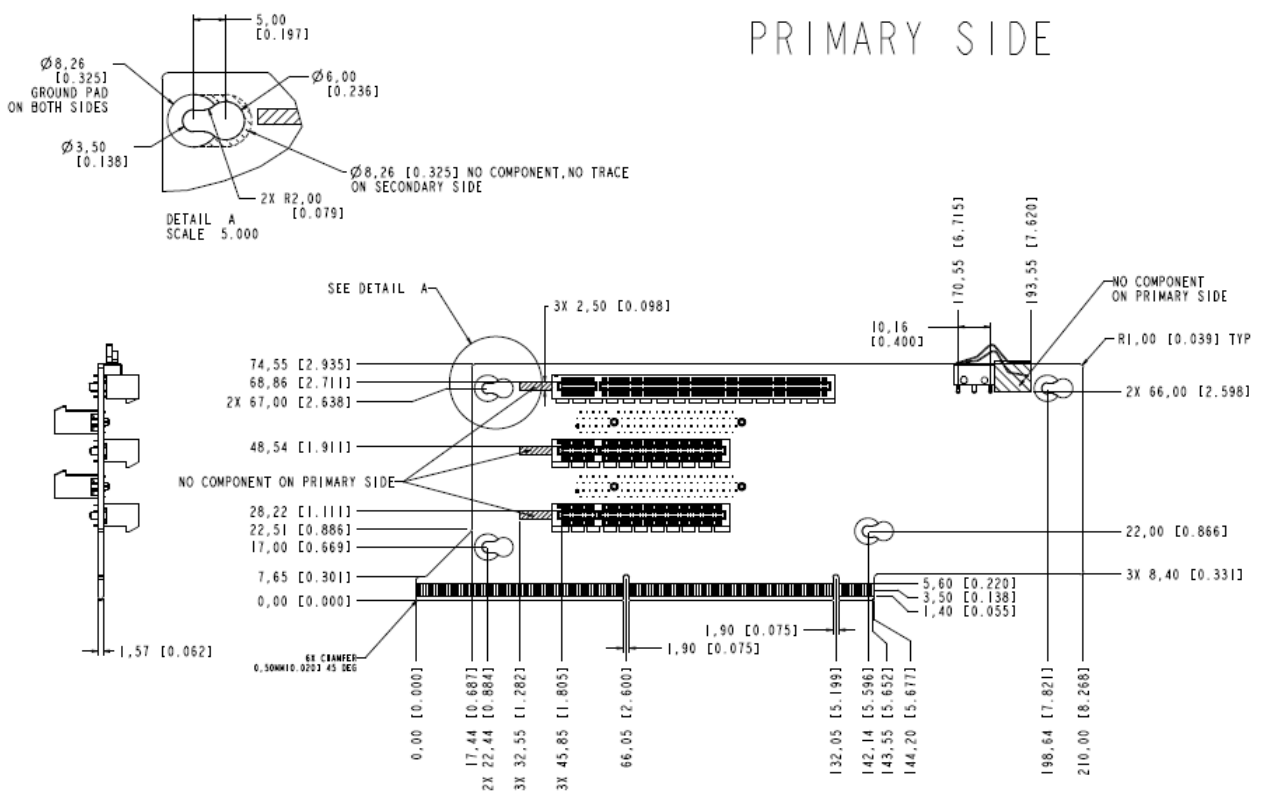 PRIMARY SIDE
5,00
[0.197]
Ø8,26
[0.325]
GROUND PAD
ON BOTH SIDES
Ø6,00
[0.236]
Ø3,50
[0.138]
Ø8,26 [0.325] NO COMPONENT,NO TRACE
ON SECONDARY SIDE
2X R2,00
[0.079]
DETAIL A
SCALE 5.000
170,55 [6.715]
193,55 [7.620]
NO COMPONENT
ON PRIMARY SIDE
SEE DETAIL A
3X 2,50 [0.098]
10,16
[0.400]
R1,00 [0.039] TYP
74,55 [2.935]
68,86 [2.711]
2X 67,00 [2.638]
2X 66,00 [2.598]
48,54 [1.911]
NO COMPONENT ON PRIMARY SIDE
28,22 [1.111]
22,51 [0.886]
17,00 [0.669]
22,00 [0.866]
7,65 [0.301]
0,00 [0.000]
3X 8,40 [0.331]
5,60 [0.220]
3,50 [0.138]
1,40 [0.055]
1,90 [0.075]
1,90 [0.075]
1,57 [0.062]
6X CHAMFER
0,50MM[0.020] 45 DEG
0,00 [0.000]
17,44 [0.687]
2X 22,44 [0.884]
3X 32,55 [1.282]
3X 45,85 [1.805]
66,05 [2.600]
132,05 [5.199]
142,14 [5.596]
143,55 [5.652]
144,20 [5.677]
198,64 [7.821]
210,00 [8.268]